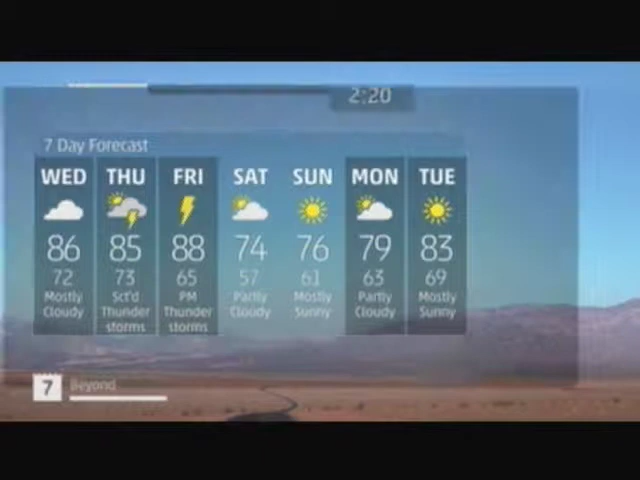 2:20
7 Day Forecast
WED THU FRI SAT SUN MON TUE
86 85 88 74 76 79 83
72 73 65 57 61 63 69
Mostly Sct'd PM Partly Mostly Partly Mostly
Cloudy Thunder Thunder Cloudy Sunny Cloudy Sunny
storms storms
7 Beyond